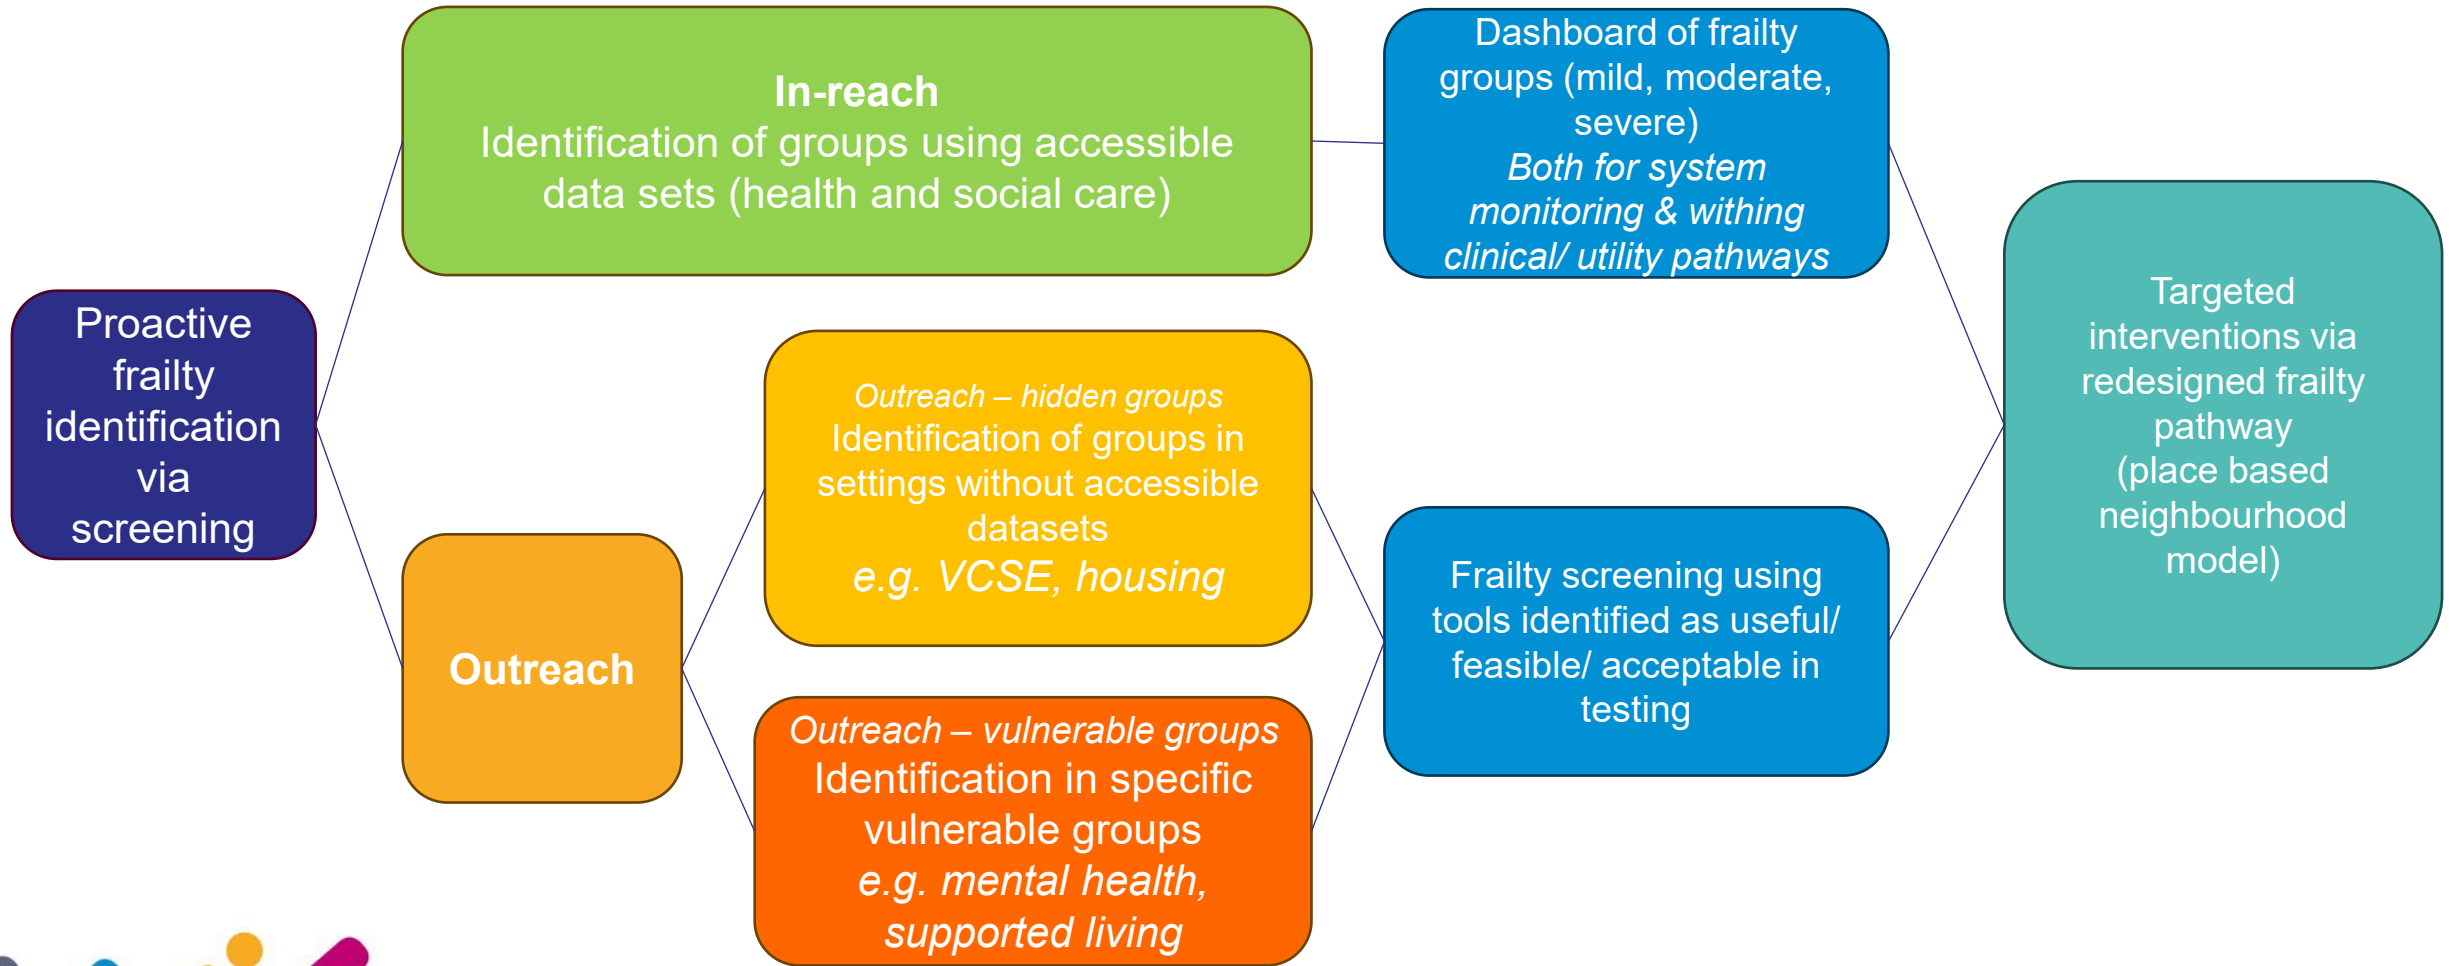 Proactive
frailty
identification
via
screening
In-reach
Identification of groups using accessible
data sets (health and social care)
Outreach
Outreach – hidden groups
Identification of groups in
settings without accessible
datasets
e.g. VCSE, housing
Outreach – vulnerable groups
Identification in specific
vulnerable groups
e.g. mental health,
supported living
Dashboard of frailty
groups (mild, moderate,
severe)
Both for system
monitoring & withing
clinical/ utility pathways
Frailty screening using
tools identified as useful/
feasible/ acceptable in
testing
Targeted
interventions via
redesigned frailty
pathway
(place based
neighbourhood
model)